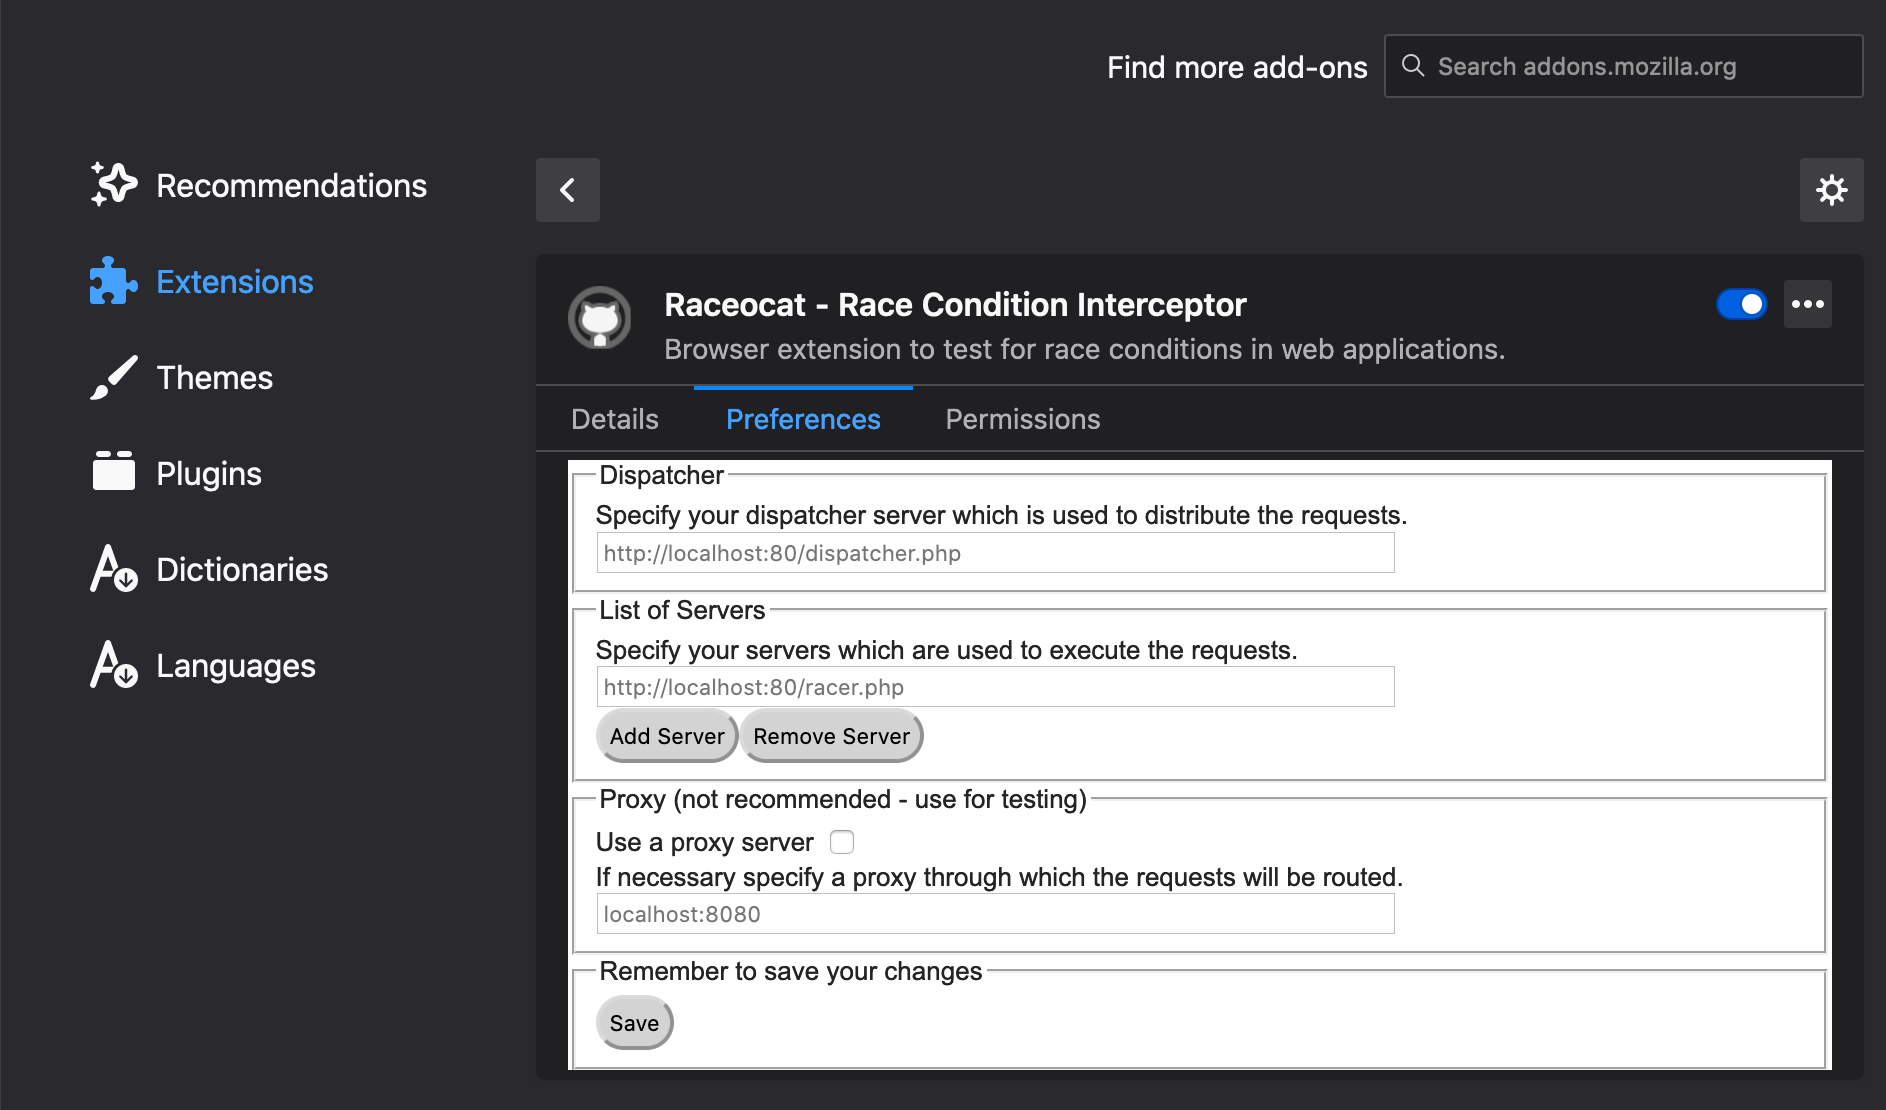 Find more add-ons
Search addons.mozilla.org
Recommendations
Extensions
Themes
Plugins
Dictionaries
Languages
Raceocat - Race Condition Interceptor
Browser extension to test for race conditions in web applications.
Details Preferences Permissions
Dispatcher
Specify your dispatcher server which is used to distribute the requests.
http://localhost:80/dispatcher.php
List of Servers
Specify your servers which are used to execute the requests.
http://localhost:80/racer.php
Add Server Remove Server
Proxy (not recommended - use for testing)
Use a proxy server
If necessary specify a proxy through which the requests will be routed.
localhost:8080
Remember to save your changes
Save